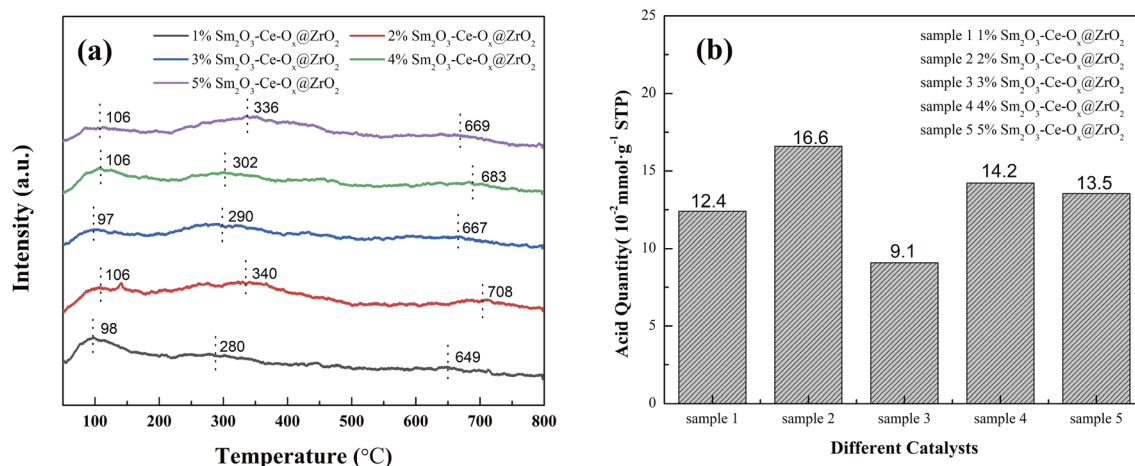 (a)
1% Sm₂O₃-Ce-Oₓ@ZrO₂ 2% Sm₂O₃-Ce-Oₓ@ZrO₂
3% Sm₂O₃-Ce-Oₓ@ZrO₂ 4% Sm₂O₃-Ce-Oₓ@ZrO₂
5% Sm₂O₃-Ce-Oₓ@ZrO₂
106 336 669
106 302 683
97 290 667
106 340 708
98 280 649
Intensity (a.u.)
100 200 300 400 500 600 700 800
Temperature (°C)
(b)
sample 1 1% Sm₂O₃-Ce-Oₓ@ZrO₂
sample 2 2% Sm₂O₃-Ce-Oₓ@ZrO₂
sample 3 3% Sm₂O₃-Ce-Oₓ@ZrO₂
sample 4 4% Sm₂O₃-Ce-Oₓ@ZrO₂
sample 5 5% Sm₂O₃-Ce-Oₓ@ZrO₂
25
20
15
10
5
0
Acid Quantity( 10⁻²mmol·g⁻¹ STP)
12.4 16.6 9.1 14.2 13.5
sample 1 sample 2 sample 3 sample 4 sample 5
Different Catalysts